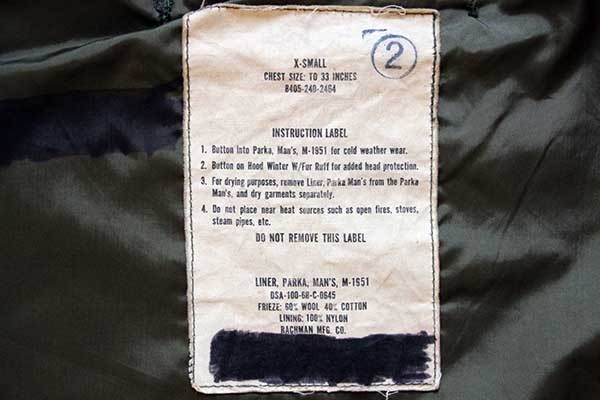 2
X-SMALL
CHEST SIZE: TO 33 INCHES
8405-240-2464
INSTRUCTION LABEL
1. Button into Parka, Man's, M-1951 for cold weather wear.
2. Button on Hood Winter W/Fur Ruff for added head protection.
3. For drying purposes, remove Liner, Parka Man's from the Parka
Man's, and dry garments separately.
4. Do not place near heat sources such as open fires, stoves,
steam pipes, etc.
DO NOT REMOVE THIS LABEL
LINER, PARKA, MAN'S, M-1951
DSA-100-68-C-0645
FRIEZE: 60% WOOL 40% COTTON
LINING: 100% NYLON
BACHMAN MFG. CO.